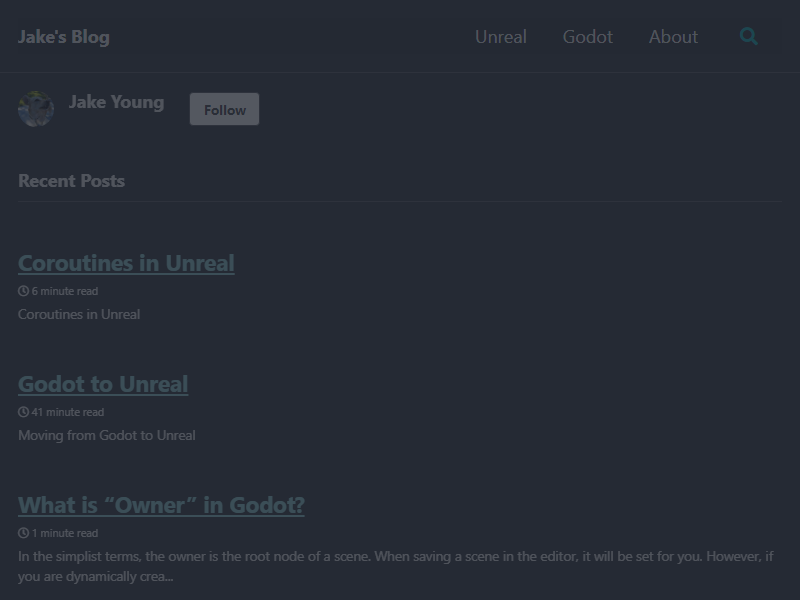 Jake's Blog
Unreal Godot About
Jake Young
Follow
Recent Posts
Coroutines in Unreal
6 minute read
Coroutines in Unreal
Godot to Unreal
41 minute read
Moving from Godot to Unreal
What is “Owner” in Godot?
1 minute read
In the simplist terms, the owner is the root node of a scene. When saving a scene in the editor, it will be set for you. However, if
you are dynamically crea...